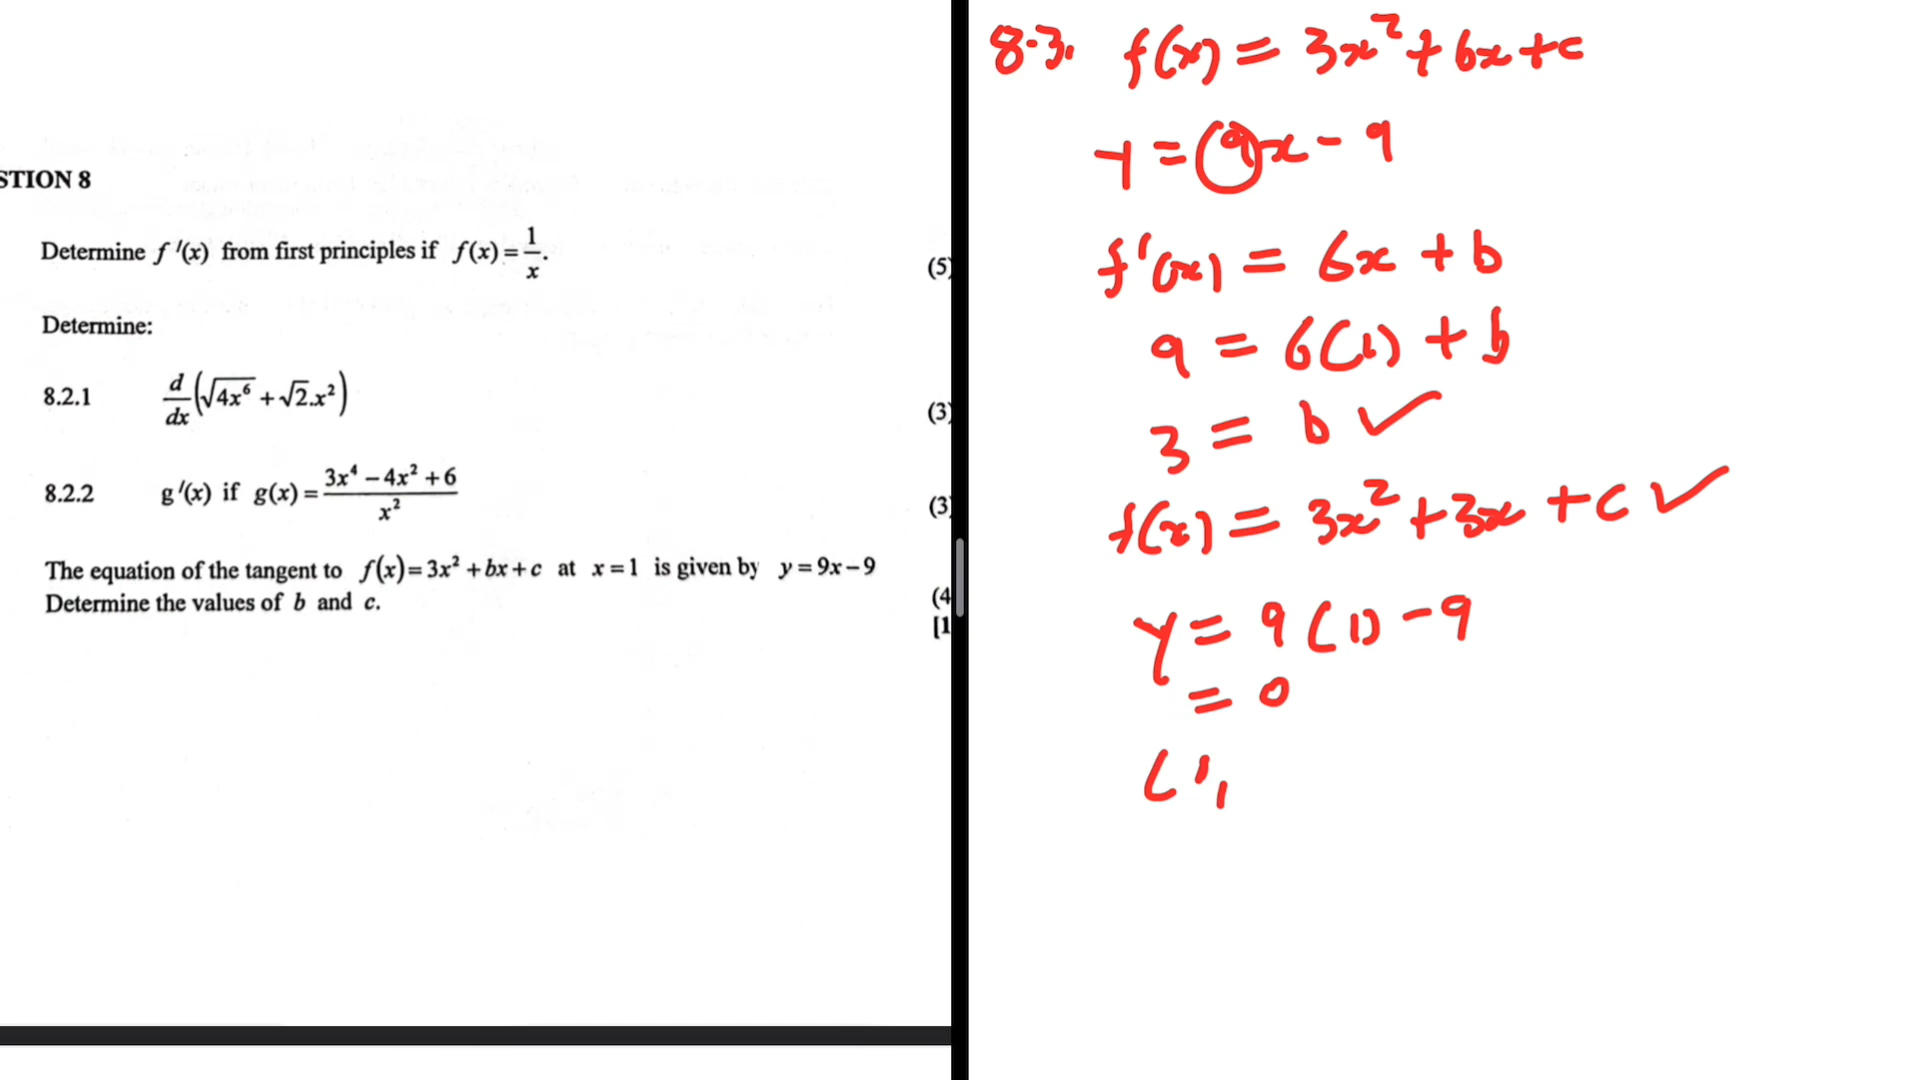 STION 8
Determine f '(x) from first principles if f(x) = 1/x.
(5)
Determine:
8.2.1 d/dx (√4x⁶ + √2.x²)
(3)
8.2.2 g'(x) if g(x) = 3x⁴ − 4x² + 6 / x²
(3)
The equation of the tangent to f(x) = 3x² + bx + c at x = 1 is given by y = 9x − 9
Determine the values of b and c.
(4
[1
8.3. f(x) = 3x² + bx + c
y = (9)x - 9
f'(x) = 6x + b
9 = 6(1) + b
3 = b ✓
f(x) = 3x² + 3x + c ✓
y = 9(1) - 9
= 0
(1,